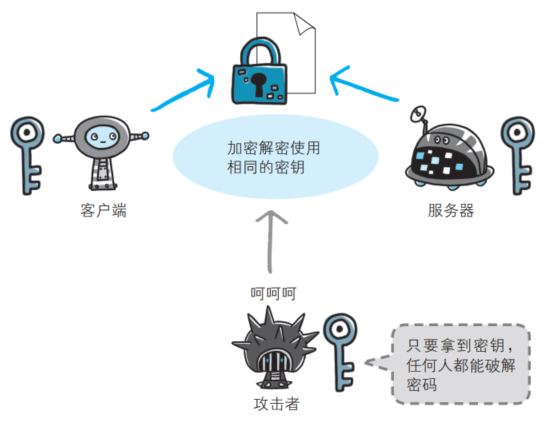 加密解密使用
相同的密钥
客户端
服务器
呵呵呵
只要拿到密钥，
任何人都能破解
密码
攻击者